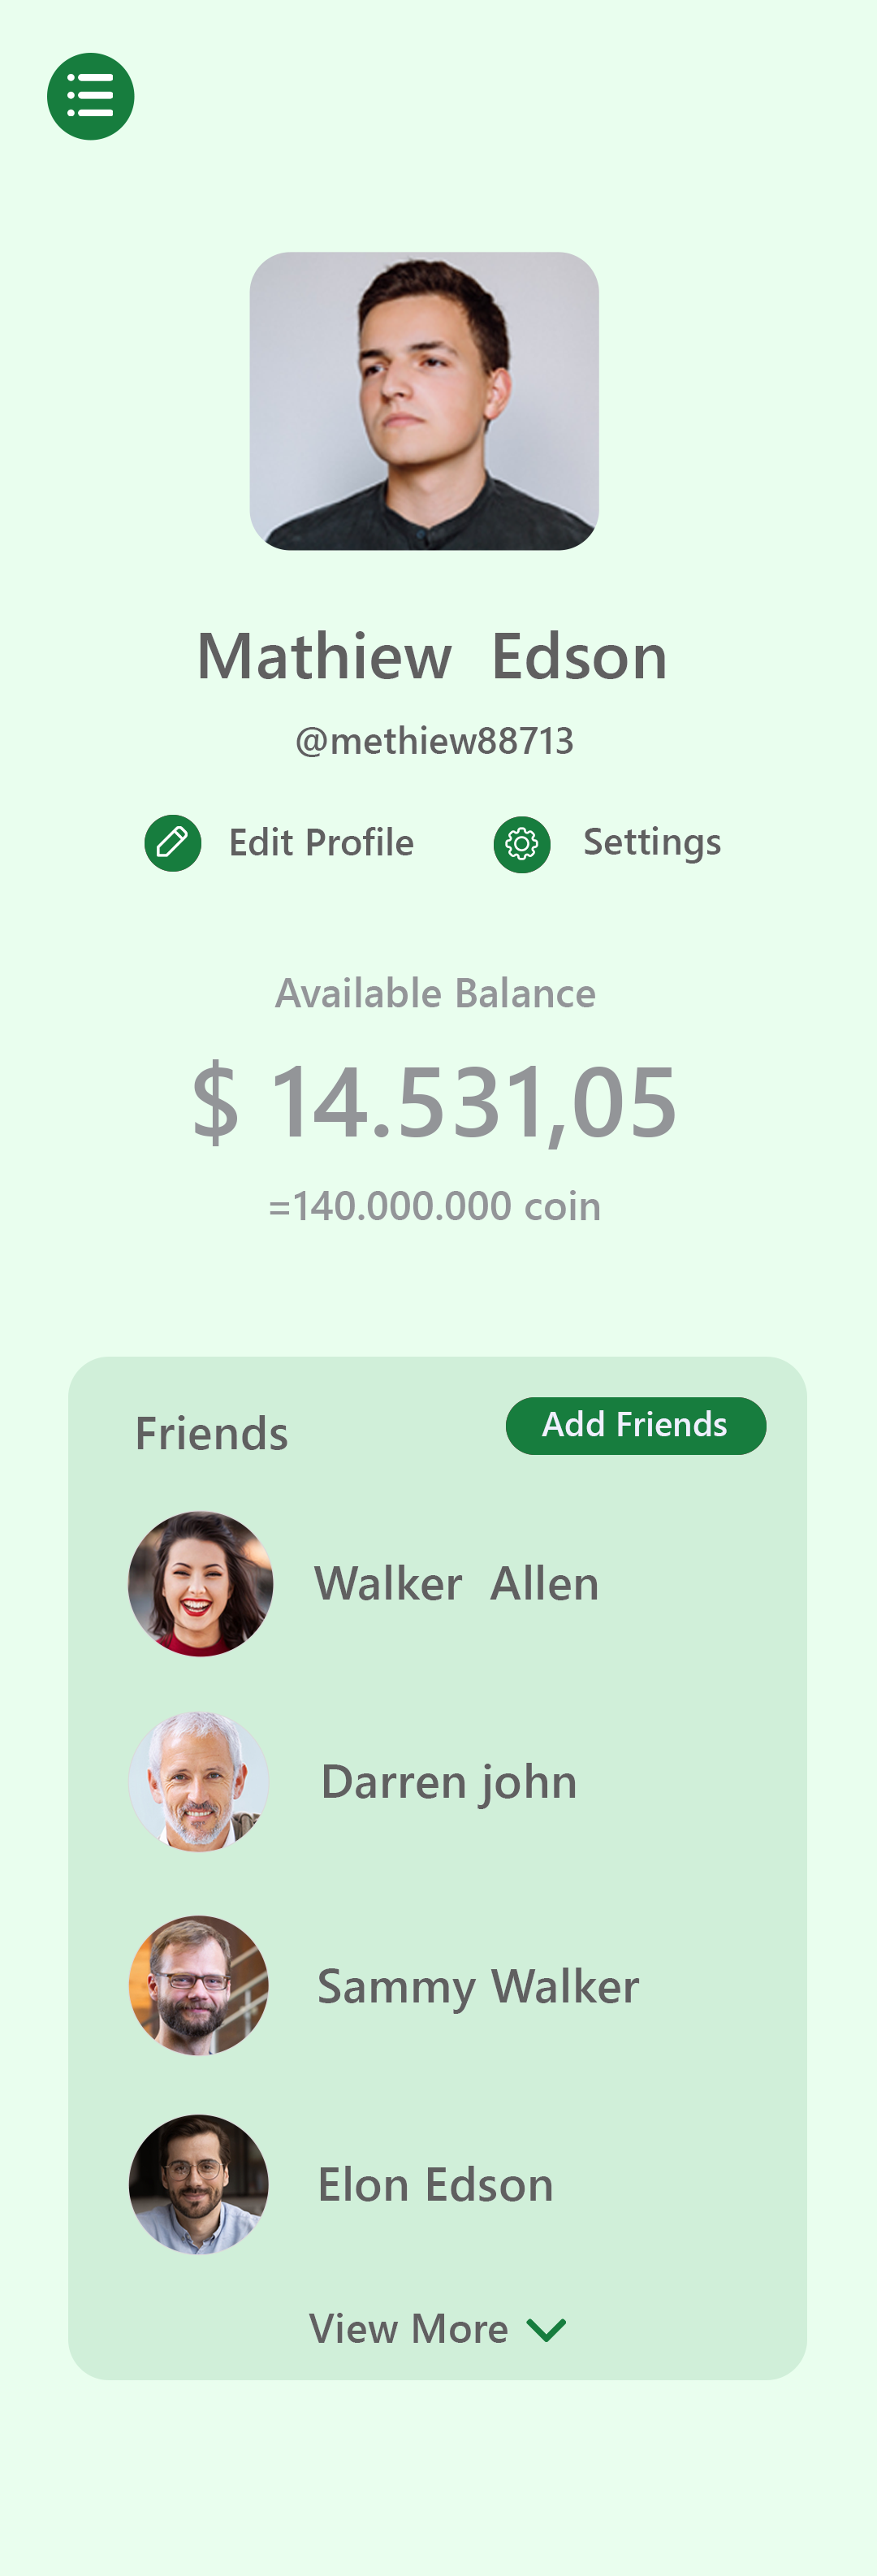 Mathiew Edson
@methiew88713
Edit Profile
Settings
Available Balance
$ 14.531,05
=140.000.000 coin
Friends
Add Friends
Walker Allen
Darren john
Sammy Walker
Elon Edson
View More